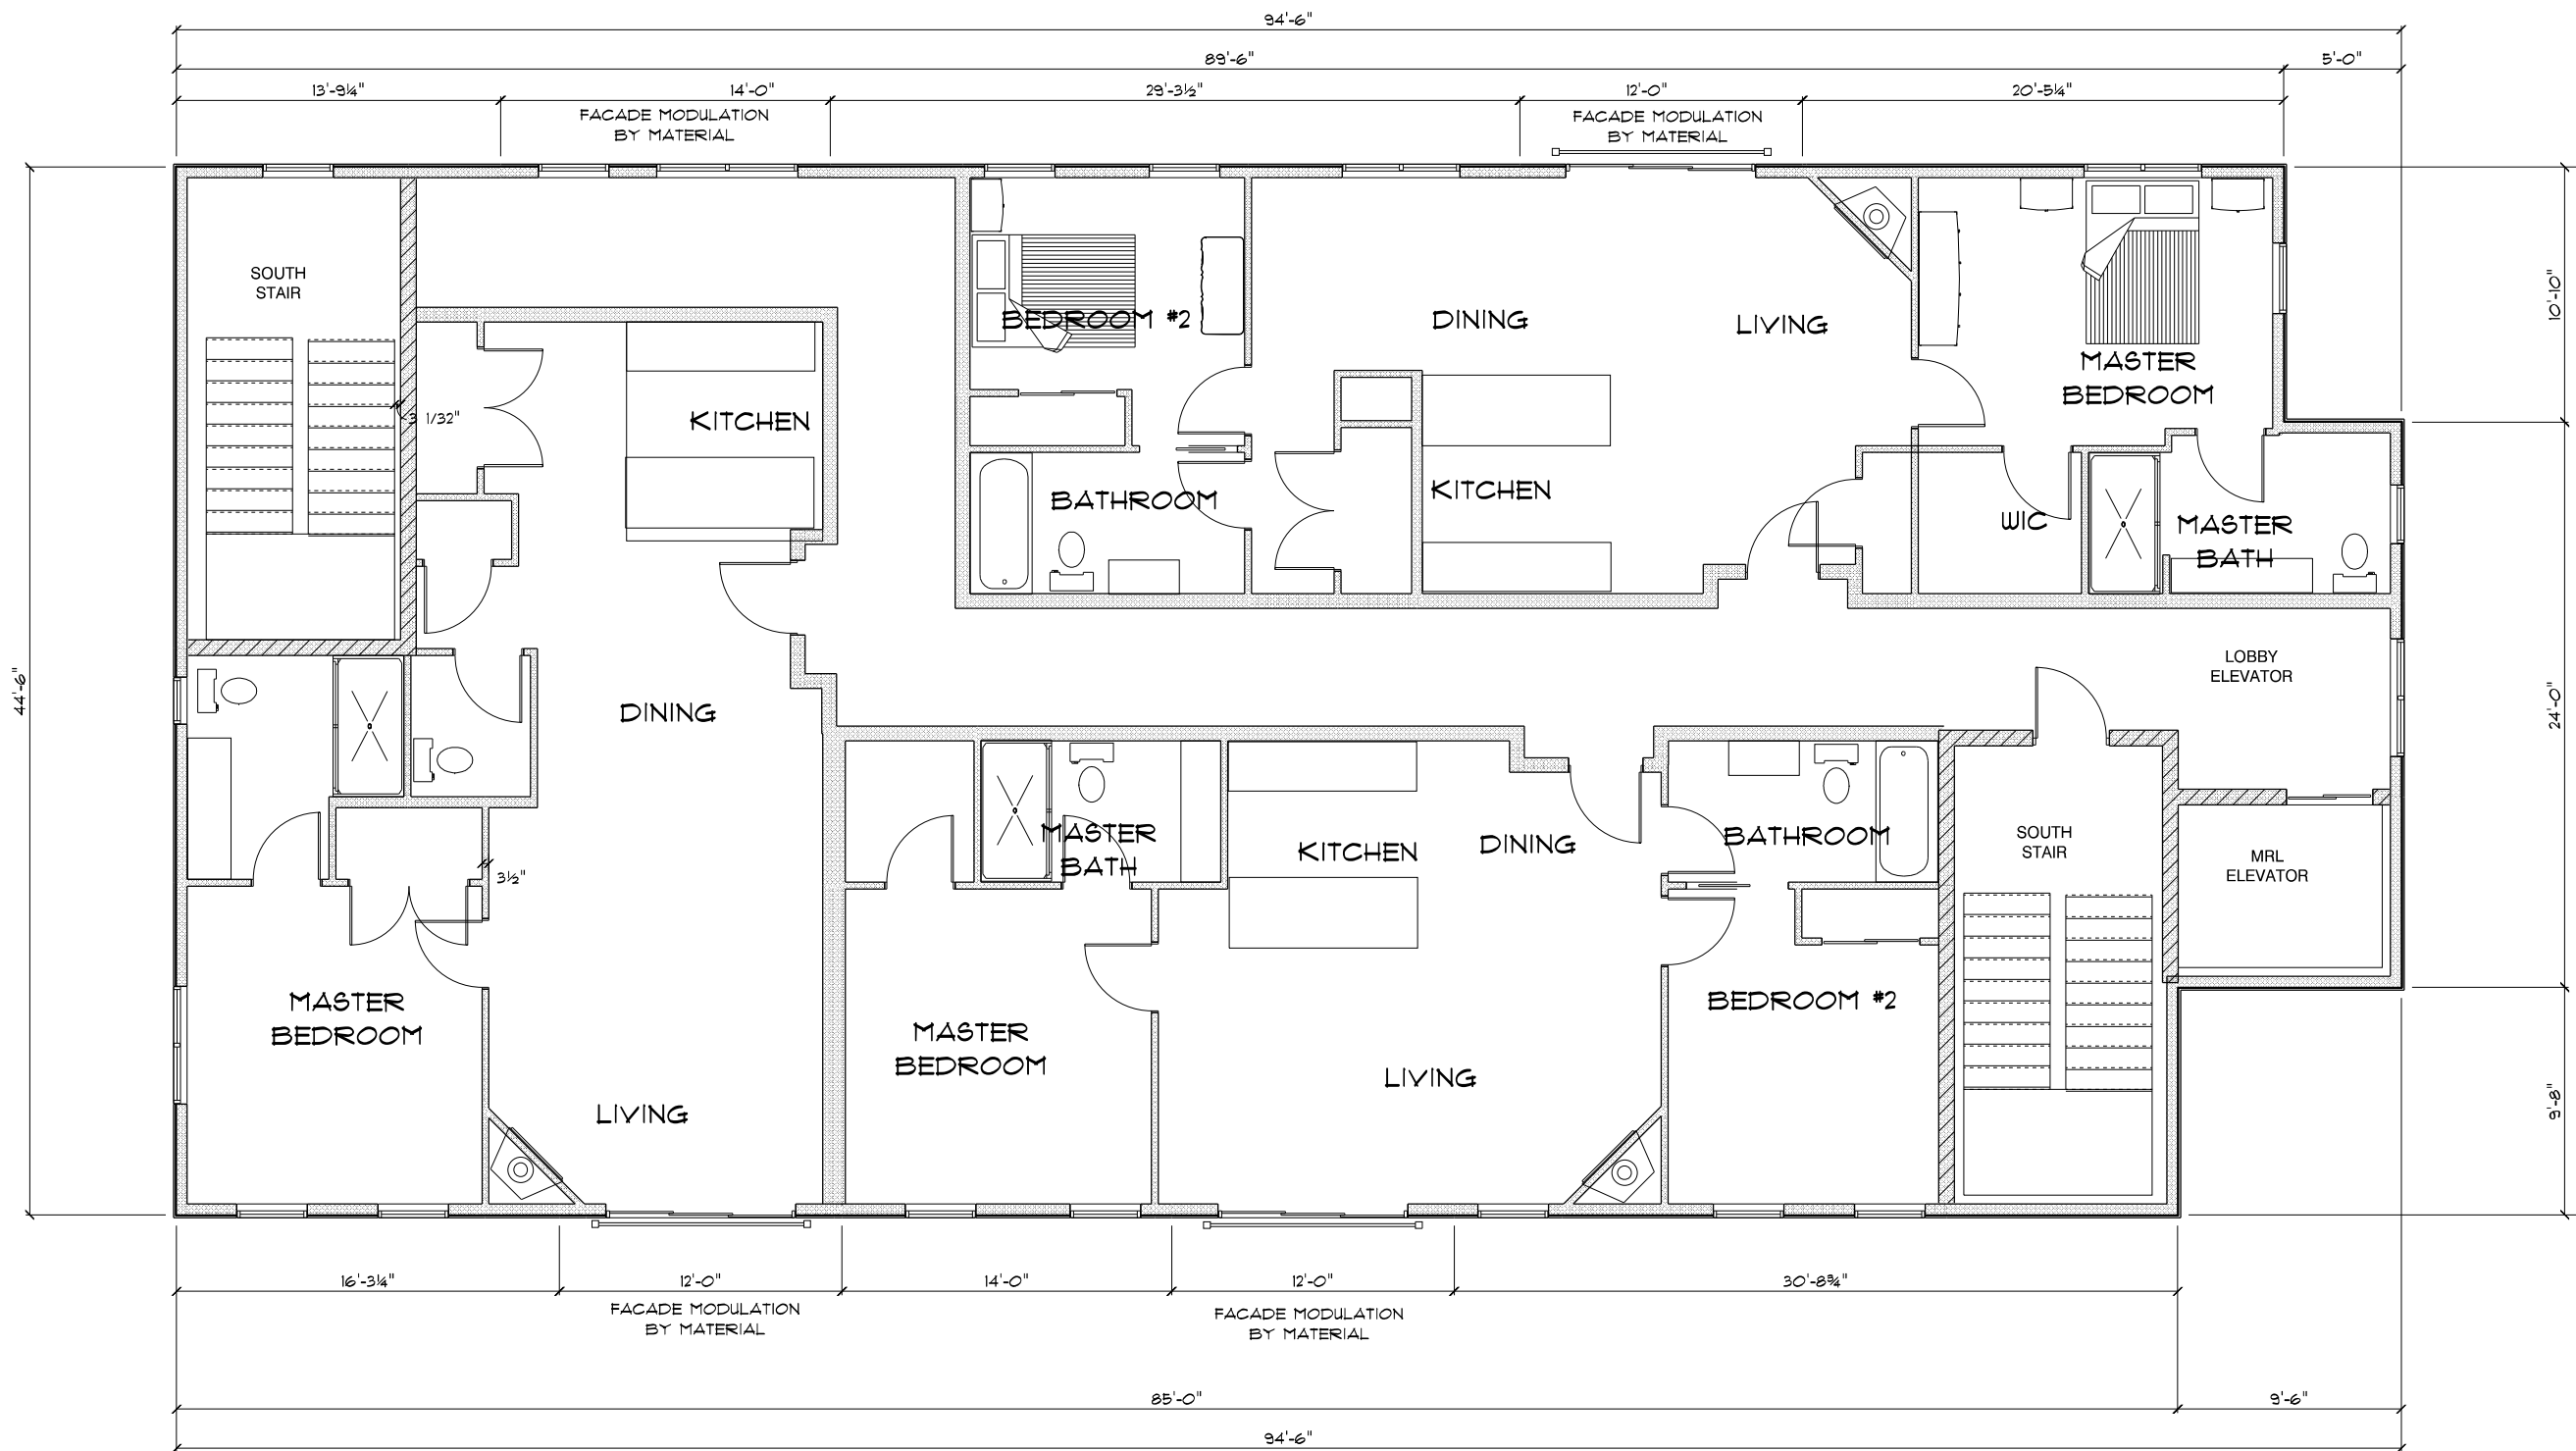 94'-6"
89'-6"
5'-0"
13'-9¼"
14'-0"
29'-3½"
12'-0"
20'-5¼"
FACADE MODULATION
BY MATERIAL
FACADE MODULATION
BY MATERIAL
SOUTH
STAIR
10'-10"
BEDROOM #2
DINING
LIVING
MASTER
BEDROOM
3 1/32"
KITCHEN
BATHROOM
KITCHEN
WIC
MASTER
BATH
44'-6"
LOBBY
ELEVATOR
24'-0"
DINING
MASTER
BATH
KITCHEN
DINING
BATHROOM
SOUTH
STAIR
MRL
ELEVATOR
3½"
MASTER
BEDROOM
MASTER
BEDROOM
BEDROOM #2
LIVING
LIVING
9'-8"
16'-3¼"
12'-0"
14'-0"
12'-0"
30'-8¾"
FACADE MODULATION
BY MATERIAL
FACADE MODULATION
BY MATERIAL
85'-0"
9'-6"
94'-6"